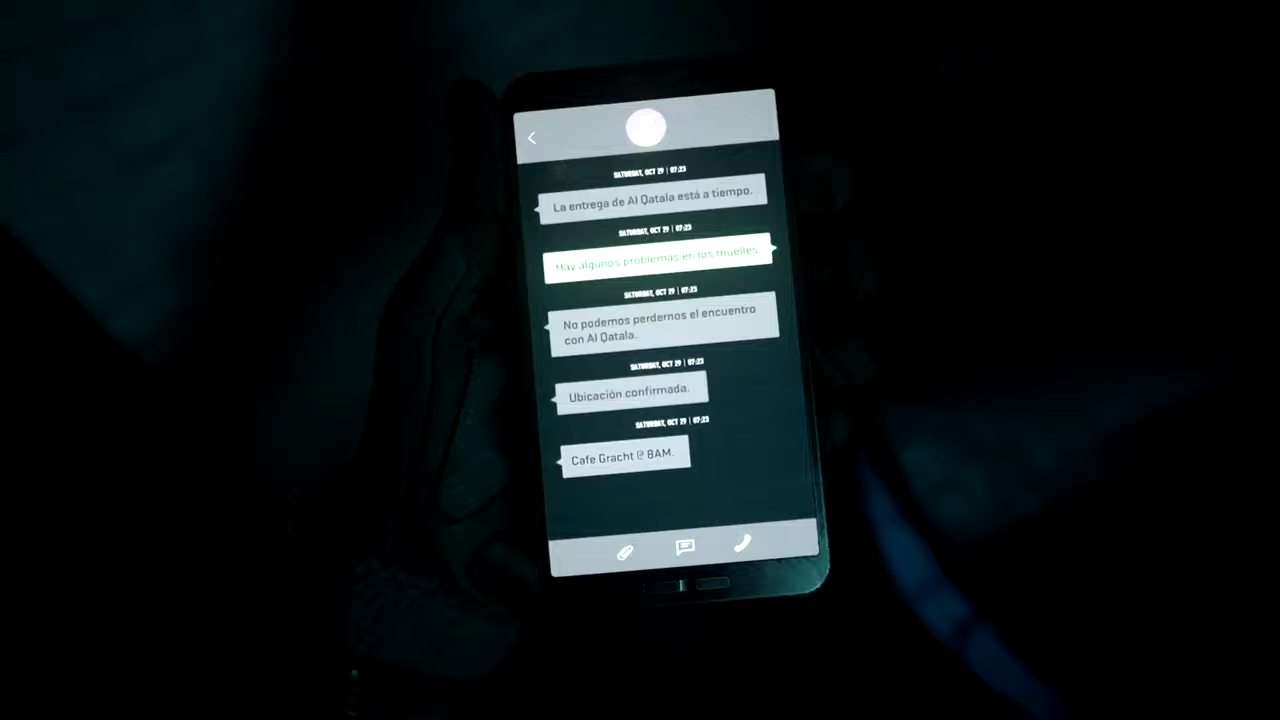 SATURDAY, OCT 29 | 07:23
La entrega de Al Qatala está a tiempo.
SATURDAY, OCT 29 | 07:23
Hay algunos problemas en los muelles.
SATURDAY, OCT 29 | 07:23
No podemos perdernos el encuentro
con Al Qatala.
SATURDAY, OCT 29 | 07:23
Ubicación confirmada.
SATURDAY, OCT 29 | 07:23
Cafe Gracht @ 8AM.